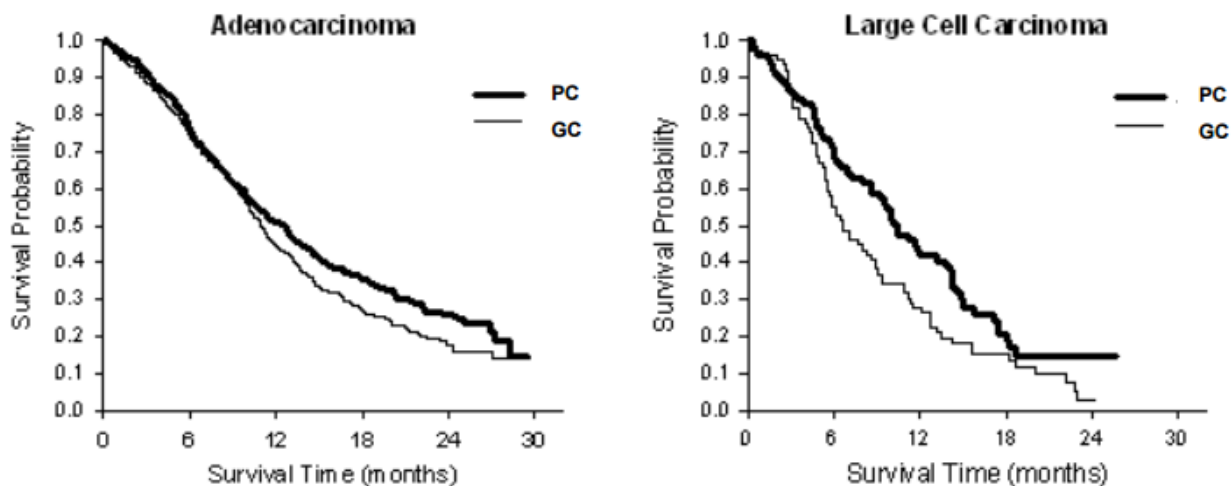 Adenocarcinoma
Survival Probability
1.0
0.9
0.8
0.7
0.6
0.5
0.4
0.3
0.2
0.1
0.0
PC
GC
0 6 12 18 24 30
Survival Time (months)
Large Cell Carcinoma
Survival Probability
1.0
0.9
0.8
0.7
0.6
0.5
0.4
0.3
0.2
0.1
0.0
PC
GC
0 6 12 18 24 30
Survival Time (months)